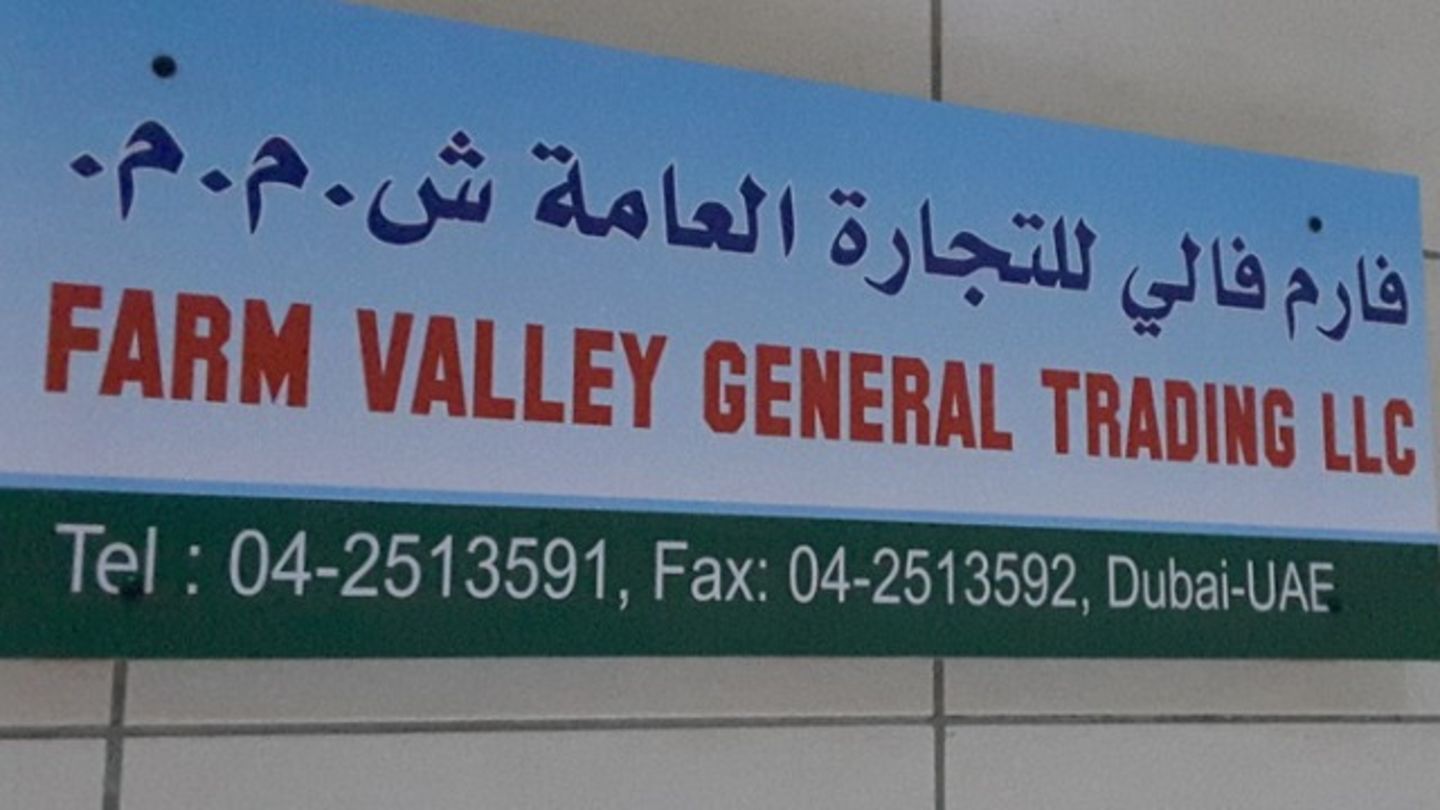 فارم فالي للتجارة العامة ش.م.م.
FARM VALLEY GENERAL TRADING LLC
Tel : 04-2513591, Fax: 04-2513592, Dubai-UAE